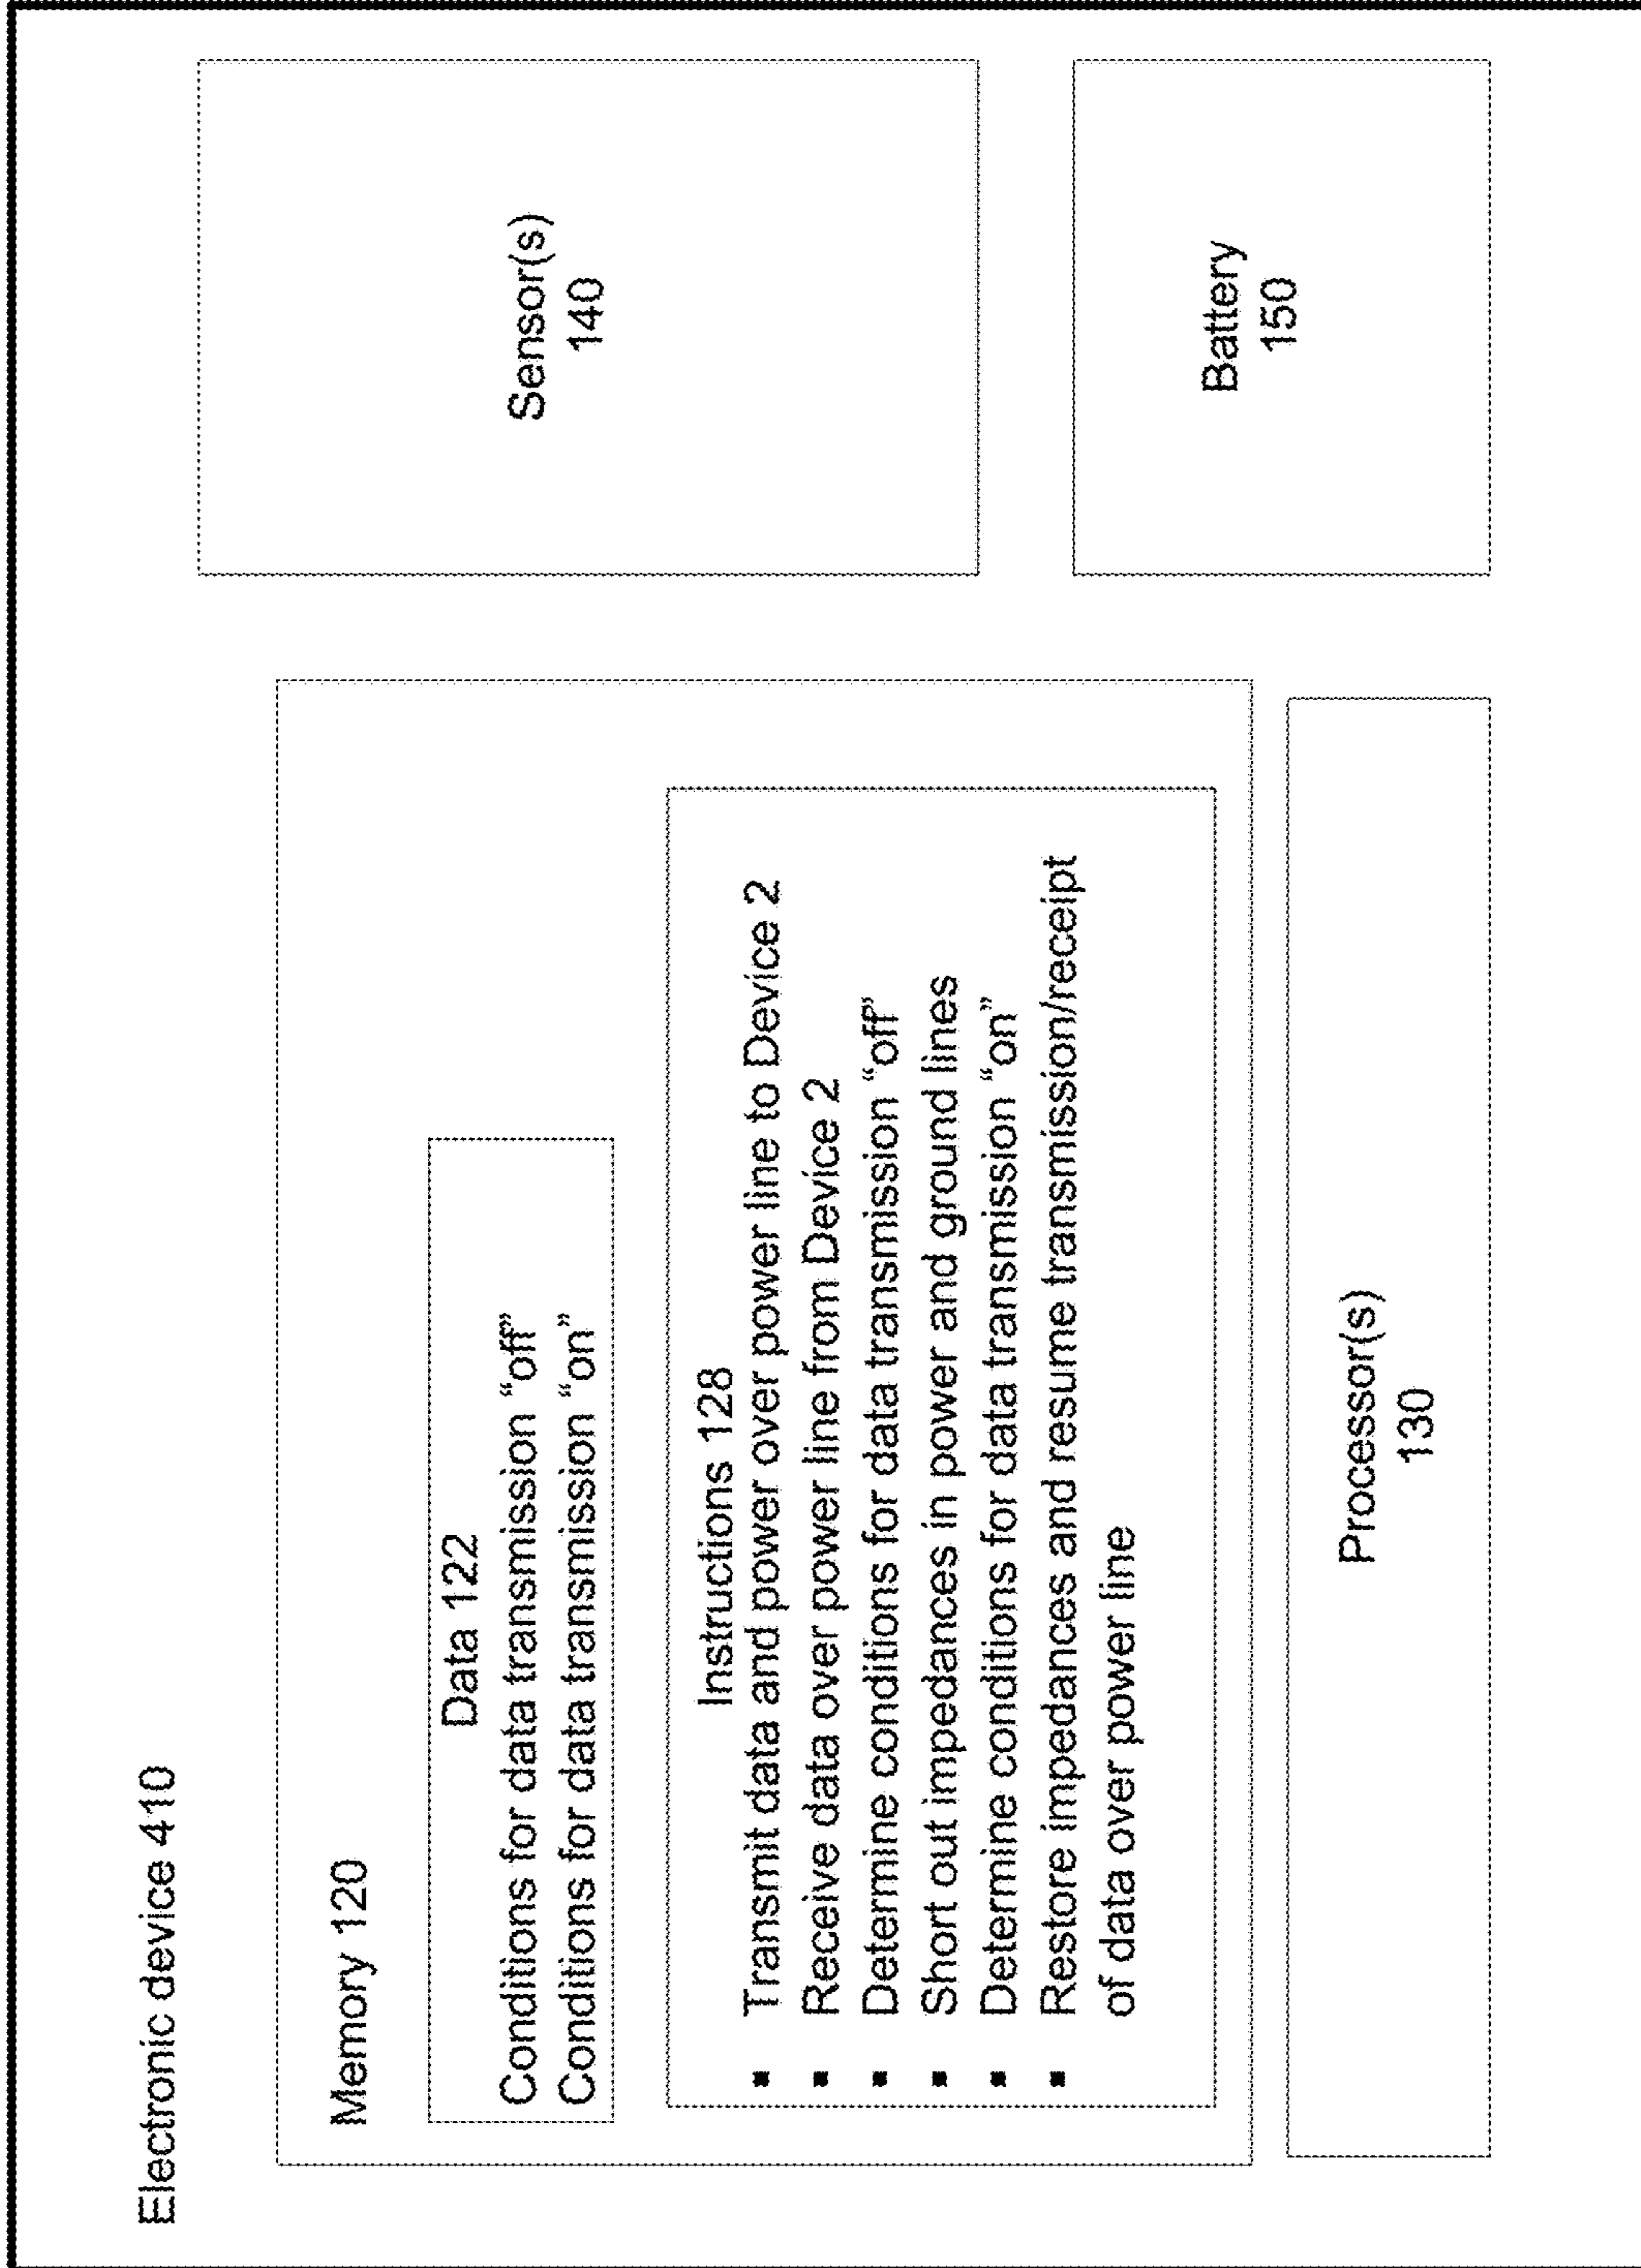 Electronic device 410
Memory 120
Data 122
Conditions for data transmission “off”
Conditions for data transmission “on”
Instructions 128
▪ Transmit data and power over power line to Device 2
▪ Receive data over power line from Device 2
▪ Determine conditions for data transmission “off”
▪ Short out impedances in power and ground lines
▪ Determine conditions for data transmission “on”
▪ Restore impedances and resume transmission/receipt
of data over power line
Processor(s)
130
Sensor(s)
140
Battery
150